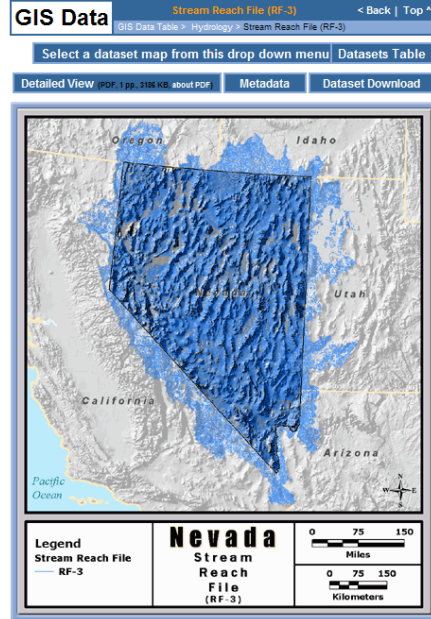 GIS Data
Stream Reach File (RF-3)
< Back | Top ^
GIS Data Table > Hydrology > Stream Reach File (RF-3)
Select a dataset map from this drop down menu
Datasets Table
Detailed View (PDF, 1 pp., 3186 KB, about PDF)
Metadata
Dataset Download
Oregon
Idaho
Nevada
Utah
California
Arizona
Pacific
Ocean
N
W
E
S
Legend
Stream Reach File
RF-3
Nevada
Stream
Reach
File
(RF-3)
0 75 150
Miles
0 75 150
Kilometers